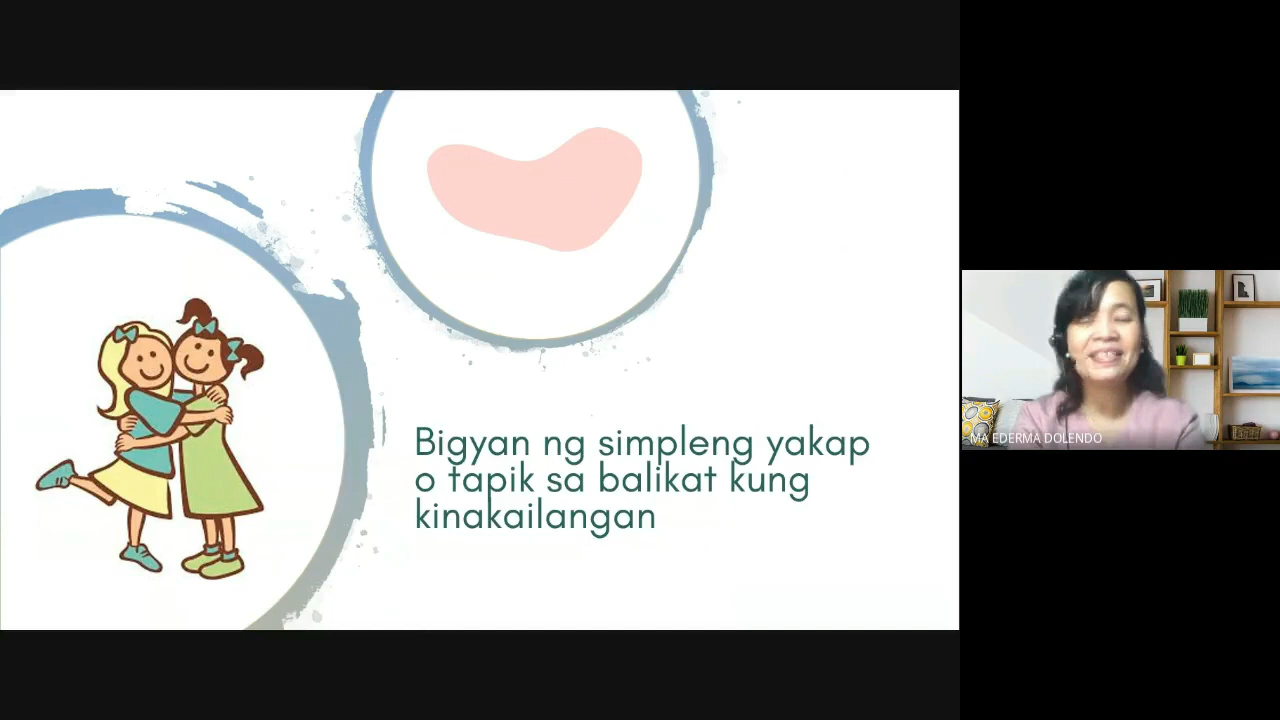 Bigyan ng simpleng yakap
o tapik sa balikat kung
kinakailangan
MA EDERMA DOLENDO